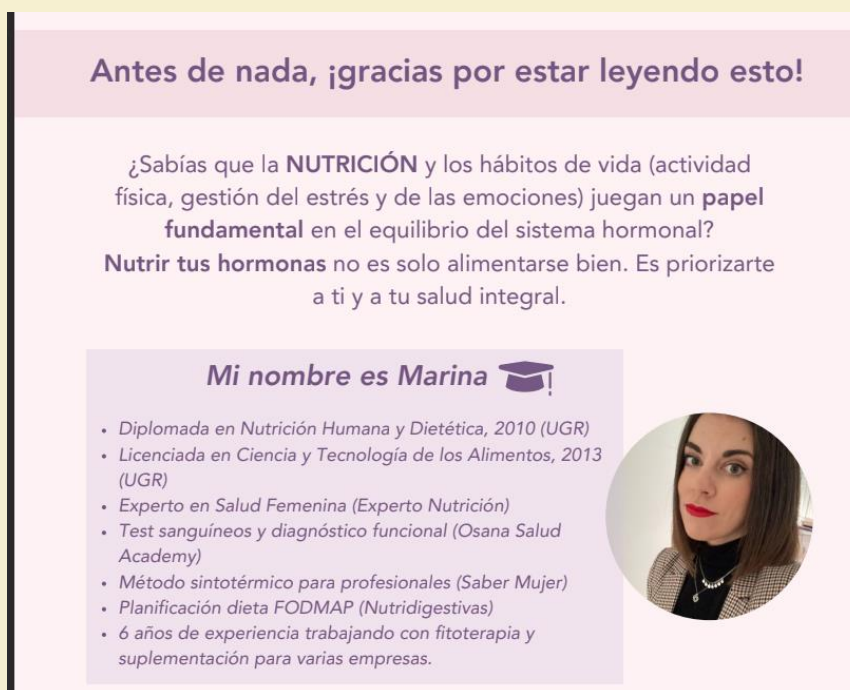 Antes de nada, ¡gracias por estar leyendo esto!
¿Sabías que la NUTRICIÓN y los hábitos de vida (actividad
física, gestión del estrés y de las emociones) juegan un papel
fundamental en el equilibrio del sistema hormonal?
Nutrir tus hormonas no es solo alimentarse bien. Es priorizarte
a ti y a tu salud integral.
Mi nombre es Marina
• Diplomada en Nutrición Humana y Dietética, 2010 (UGR)
• Licenciada en Ciencia y Tecnología de los Alimentos, 2013
(UGR)
• Experto en Salud Femenina (Experto Nutrición)
• Test sanguíneos y diagnóstico funcional (Osana Salud
Academy)
• Método sintotérmico para profesionales (Saber Mujer)
• Planificación dieta FODMAP (Nutridigestivas)
• 6 años de experiencia trabajando con fitoterapia y
suplementación para varias empresas.